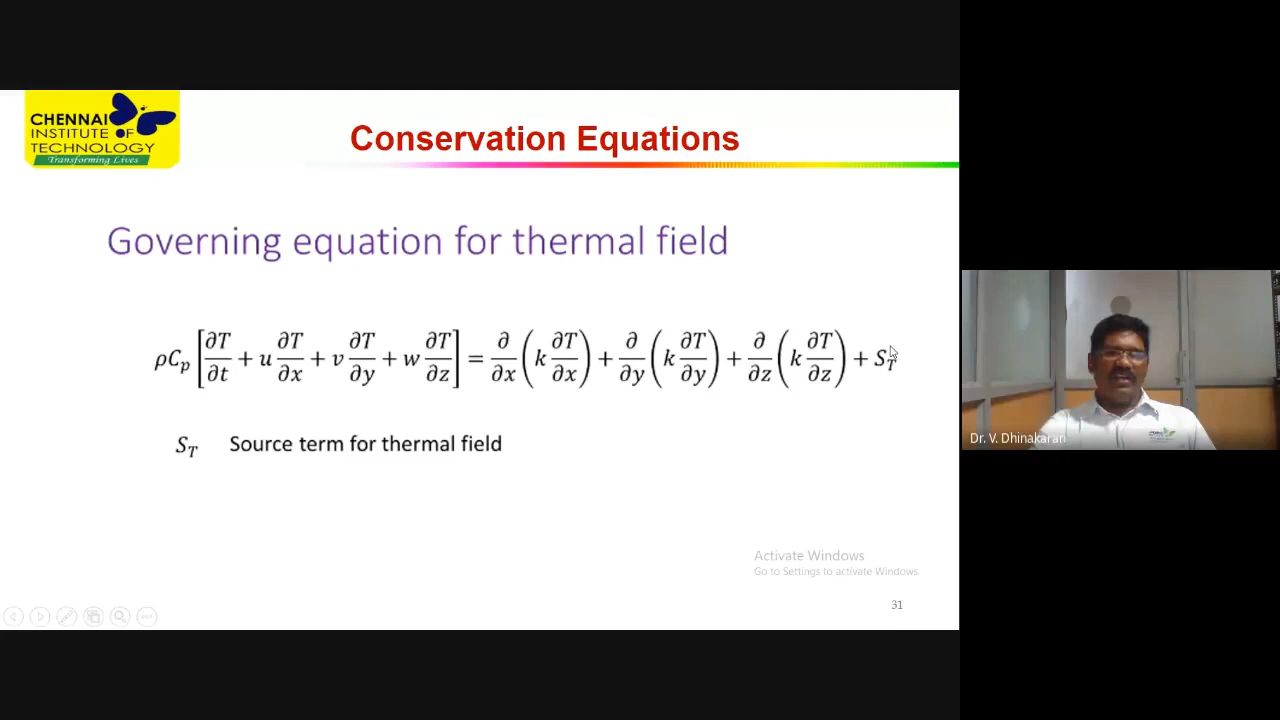 CHENNAI
INSTITUTE OF
TECHNOLOGY
Transforming Lives
Conservation Equations
Governing equation for thermal field
ρC_p [∂T/∂t + u ∂T/∂x + v ∂T/∂y + w ∂T/∂z] = ∂/∂x (k ∂T/∂x) + ∂/∂y (k ∂T/∂y) + ∂/∂z (k ∂T/∂z) + S_T
S_T Source term for thermal field
Dr. V. Dhinakaran
Activate Windows
Go to Settings to activate Windows.
31